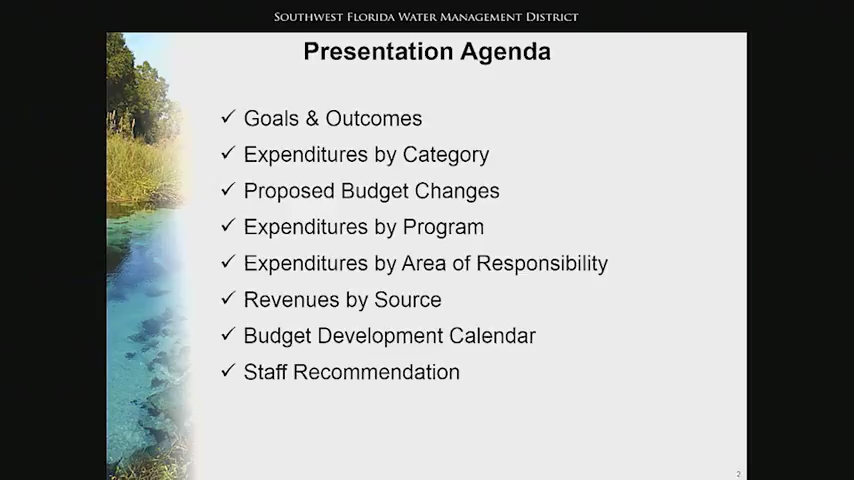 SOUTHWEST FLORIDA WATER MANAGEMENT DISTRICT
Presentation Agenda
✓ Goals & Outcomes
✓ Expenditures by Category
✓ Proposed Budget Changes
✓ Expenditures by Program
✓ Expenditures by Area of Responsibility
✓ Revenues by Source
✓ Budget Development Calendar
✓ Staff Recommendation
2